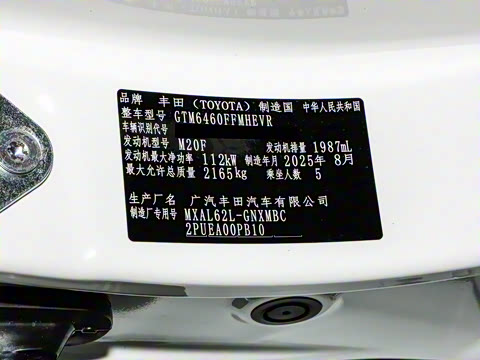 品牌 丰田（TOYOTA） 制造国 中华人民共和国
整车型号 GTM6460FFMHEVR
车辆识别代号
发动机型号 M20F 发动机排量 1987mL
发动机最大净功率 112kW 制造年月 2025年 8月
最大允许总质量 2165kg 乘坐人数 5
生产厂名 广汽丰田汽车有限公司
制造厂专用号 MXAL62L-GNXMBC
2PUEA00PB10